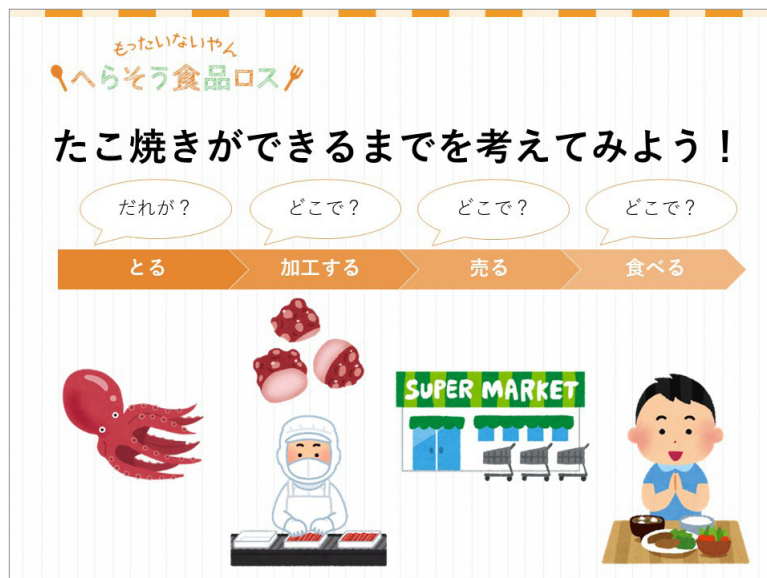 もったいないやん
へらそう食品ロス
たこ焼きができるまでを考えてみよう！
だれが？
どこで？
どこで？
どこで？
とる
加工する
売る
食べる
SUPER MARKET